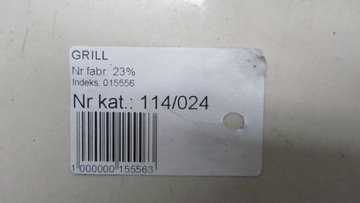 GRILL
Nr fabr. 23%
Indeks: 015556
Nr kat.: 114/024
1 000000 155563